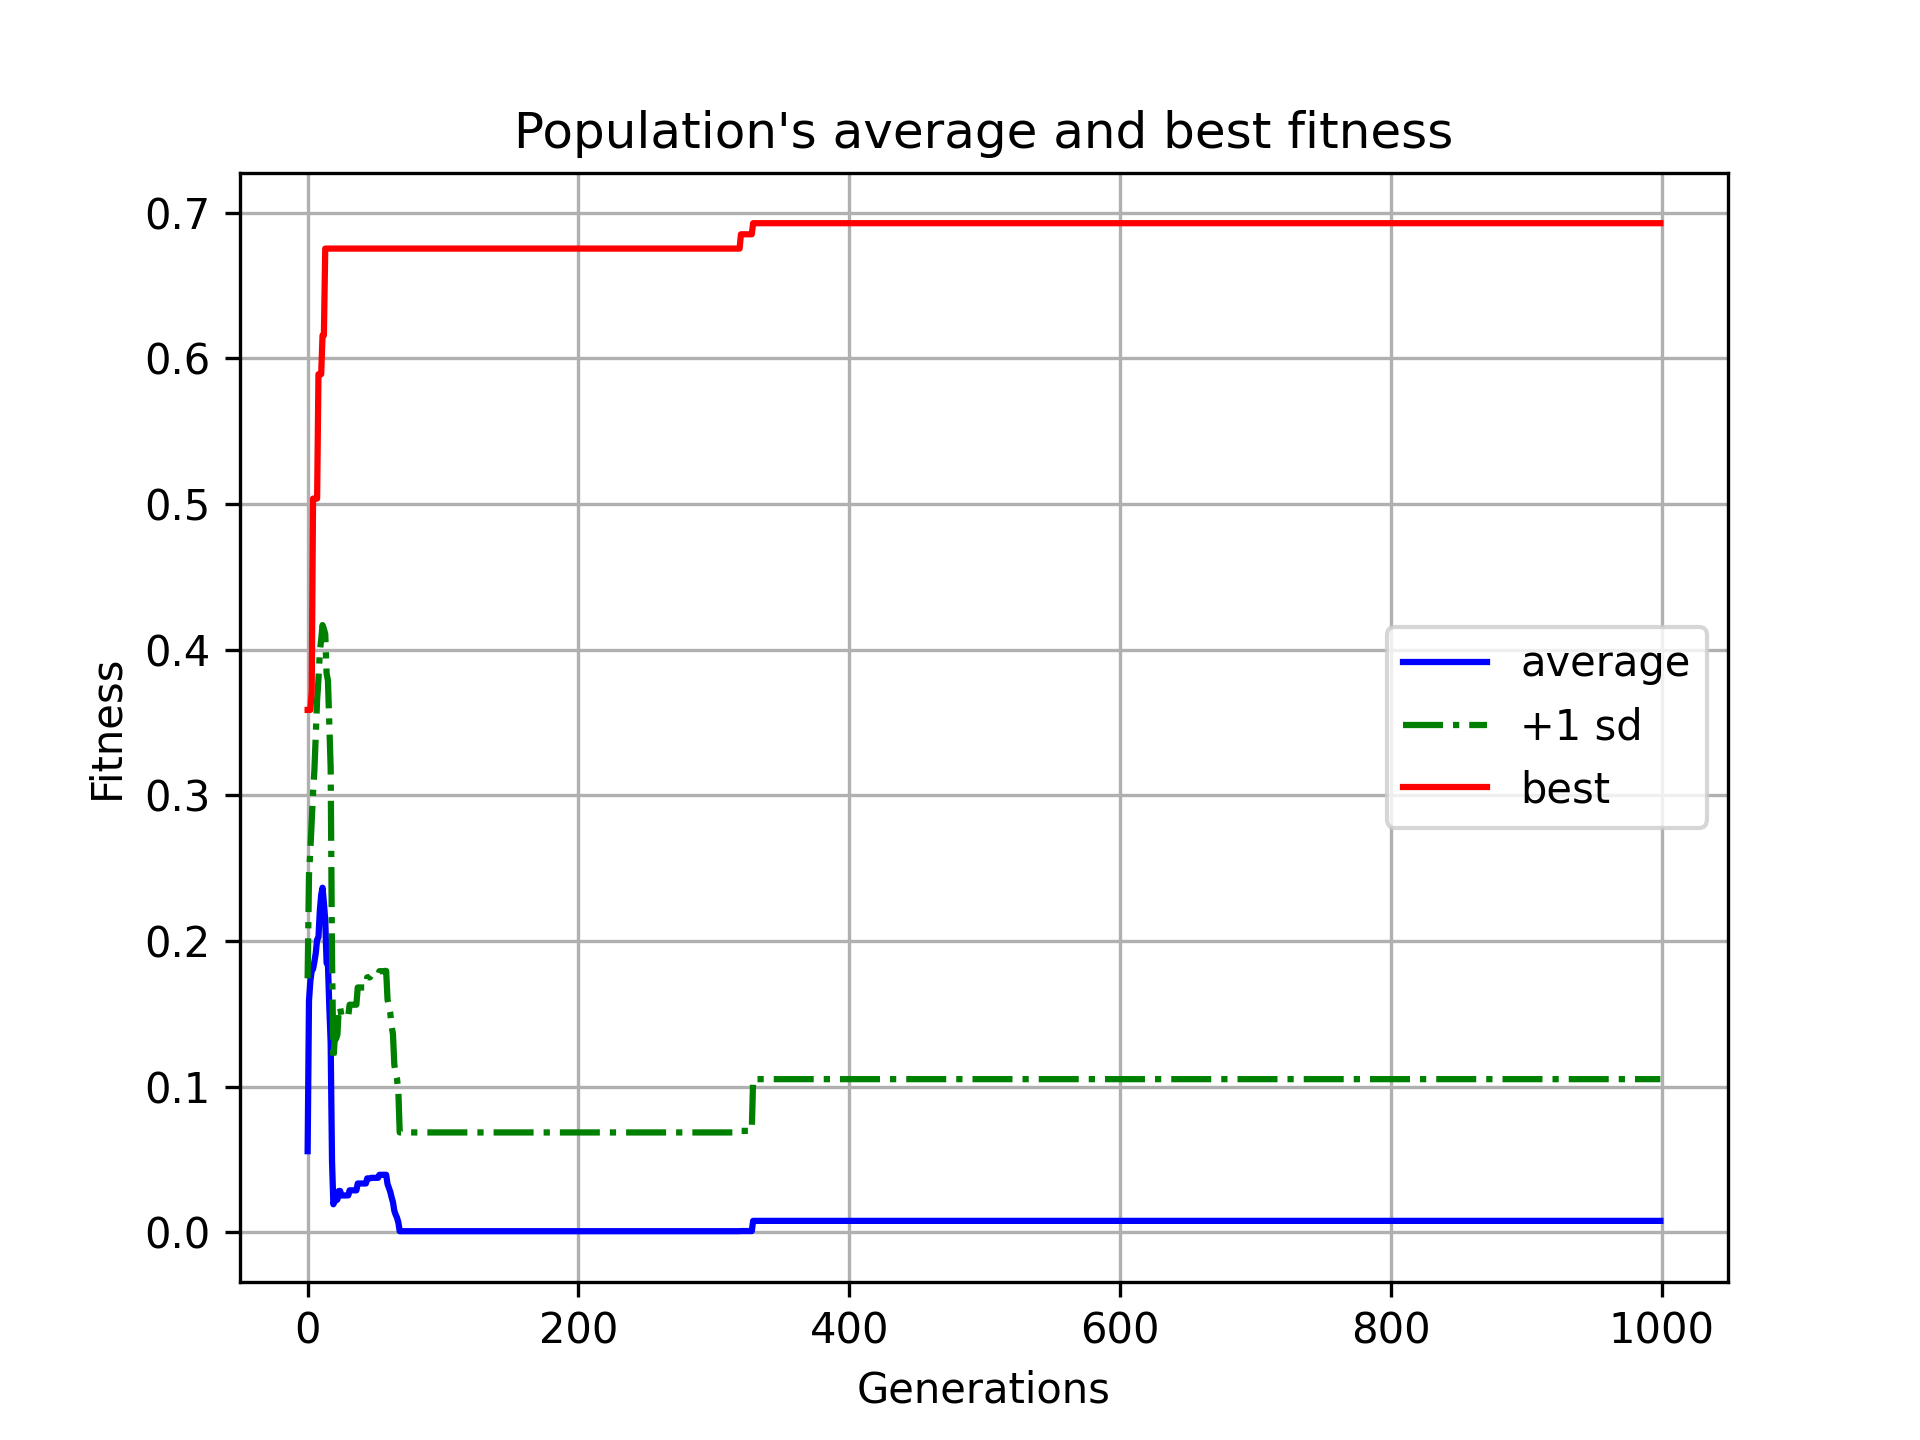 Population's average and best fitness
0.7
0.6
0.5
0.4
0.3
0.2
0.1
0.0
Fitness
average
+1 sd
best
0 200 400 600 800 1000
Generations